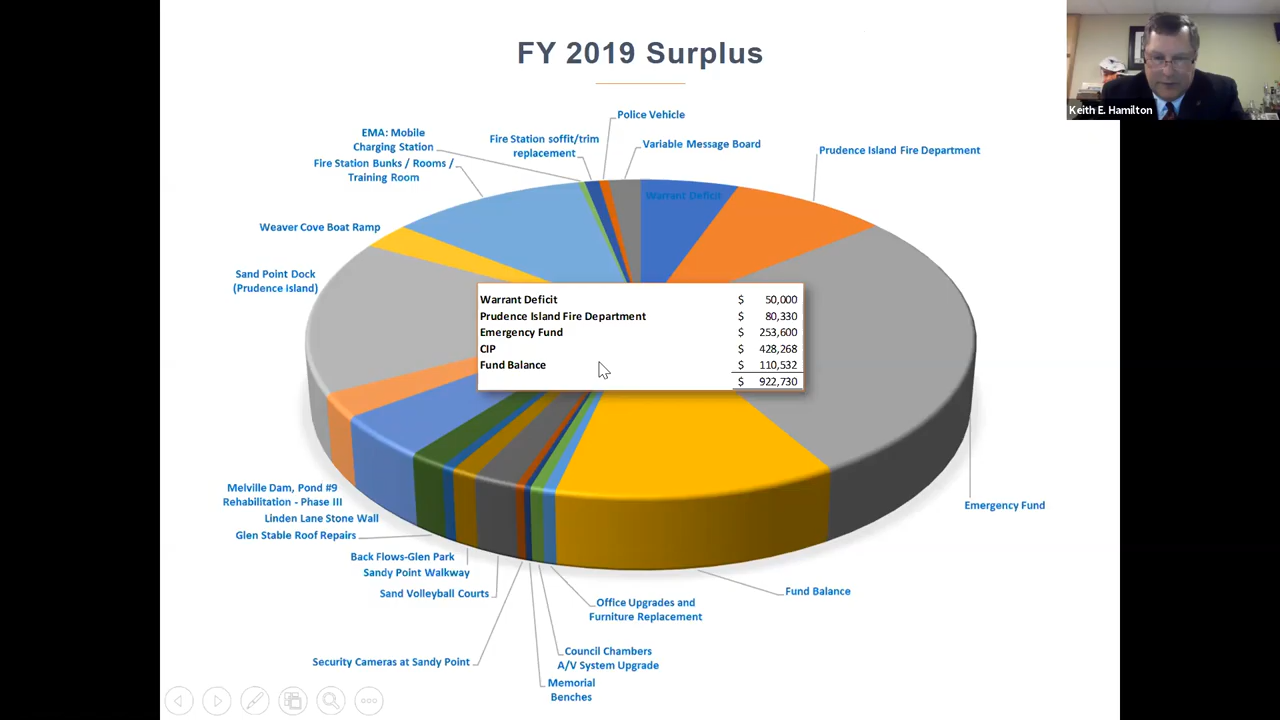 FY 2019 Surplus
Keith E. Hamilton
Police Vehicle
EMA: Mobile
Charging Station
Fire Station soffit/trim
replacement
Variable Message Board
Prudence Island Fire Department
Fire Station Bunks / Rooms /
Training Room
Warrant Deficit
Weaver Cove Boat Ramp
Sand Point Dock
(Prudence island)
Warrant Deficit $ 50,000
Prudence Island Fire Department $ 80,330
Emergency Fund $ 253,600
CIP $ 428,268
Fund Balance $ 110,532
$ 922,730
Melville Dam, Pond #9
Rehabilitation - Phase III
Linden Lane Stone Wall
Glen Stable Roof Repairs
Back Flows-Glen Park
Sandy Point Walkway
Sand Volleyball Courts
Emergency Fund
Fund Balance
Office Upgrades and
Furniture Replacement
Security Cameras at Sandy Point
Council Chambers
A/V System Upgrade
Memorial
Benches